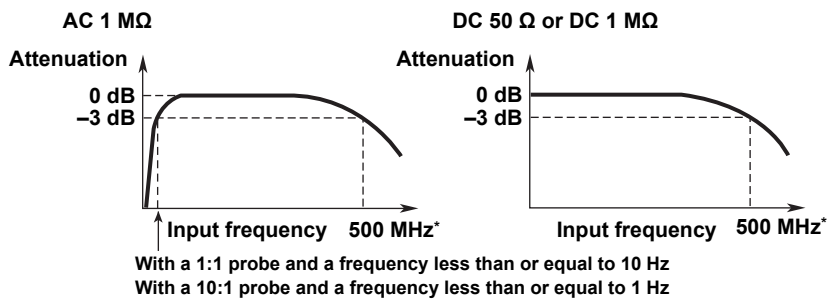 AC 1 MΩ
Attenuation
0 dB
–3 dB
Input frequency 500 MHz*
DC 50 Ω or DC 1 MΩ
Attenuation
0 dB
–3 dB
Input frequency 500 MHz*
With a 1:1 probe and a frequency less than or equal to 10 Hz
With a 10:1 probe and a frequency less than or equal to 1 Hz